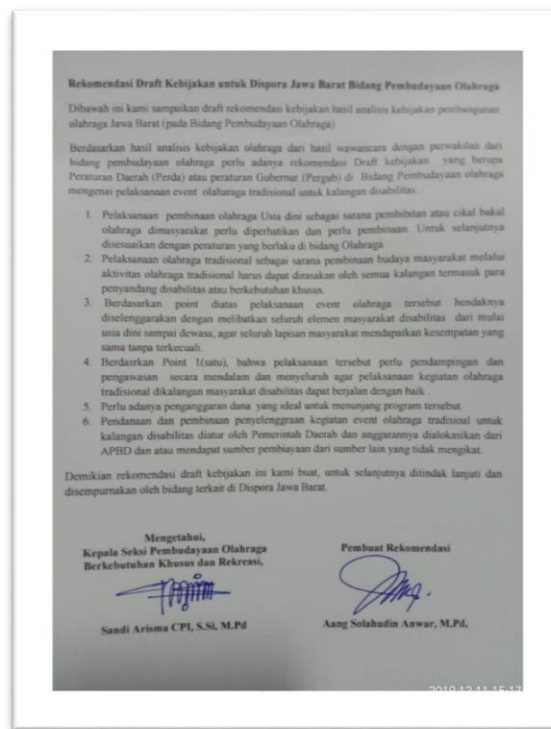 Rekomendasi Draft Kebijakan untuk Dispora Jawa Barat Bidang Pembudayaan Olahraga
Dibawah ini kami sampaikan draft rekomendasi kebijakan hasil analisis kebijakan pembangunan
olahraga Jawa Barat (pada Bidang Pembudayaan Olahraga)
Berdasarkan hasil analisis kebijakan olahraga dari hasil wawancara dengan perwakilan dari
bidang pembudayaan olahraga perlu adanya rekomendasi Draft kebijakan yang berupa
Peraturan Daerah (Perda) atau peraturan Gubernur (Pergub) di Bidang Pembudayaan olahraga
mengenai pelaksanaan event olaharaga tradisional untuk kalangan disabilitas.
1. Pelaksanaan pembinaan olahraga Usia dini sebagai sarana pembibitan atau cikal bakal
olahraga dimasyarakat perlu diperhatikan dan perlu pembinaan. Untuk selanjutnya
disesuaikan dengan peraturan yang berlaku di bidang Olahraga
2. Pelaksanaan olahraga tradisional sebagai sarana pembinaan budaya masyarakat melalui
aktivitas olahraga tradisional harus dapat dirasakan oleh semua kalangan termasuk para
penyandang disabilitas atau berkebutuhan khusus.
3. Berdasarkan point diatas pelaksanaan event olahraga tersebut hendaknya
diselenggarakan dengan melibatkan seluruh elemen masyarakat disabilitas dari mulai
usia dini sampai dewasa, agar seluruh lapisan masyarakat mendapatkan kesempatan yang
sama tanpa terkecuali.
4. Berdasrkan Point 1(satu), bahwa pelaksanaan tersebut perlu pendampingan dan
pengawasan secara mendalam dan menyeluruh agar pelaksanaan kegiatan olahraga
tradisional dikalangan masyarakat disabilitas dapat berjalan dengan baik .
5. Perlu adanya penganggaran dana yang ideal untuk menunjang program tersebut.
6. Pendanaan dan pembinaan penyelenggraan kegiatan event olahraga tradisioal untuk
kalangan disabilitas diatur oleh Pemerintah Daerah dan anggarannya dialokasikan dari
APBD dan atau mendapat sumber pembiayaan dari sumber lain yang tidak mengikat.
Demikian rekomendasi draft kebijakan ini kami buat, untuk selanjutnya ditindak lanjuti dan
disempurnakan oleh bidang terkait di Dispora Jawa Barat.
Mengetahui,
Kepala Seksi Pembudayaan Olahraga
Berkebutuhan Khusus dan Rekreasi,
Sandi Arisma CPI, S.Si, M.Pd
Pembuat Rekomendasi
Aang Solahudin Anwar, M.Pd.
2019.12.11 15:17